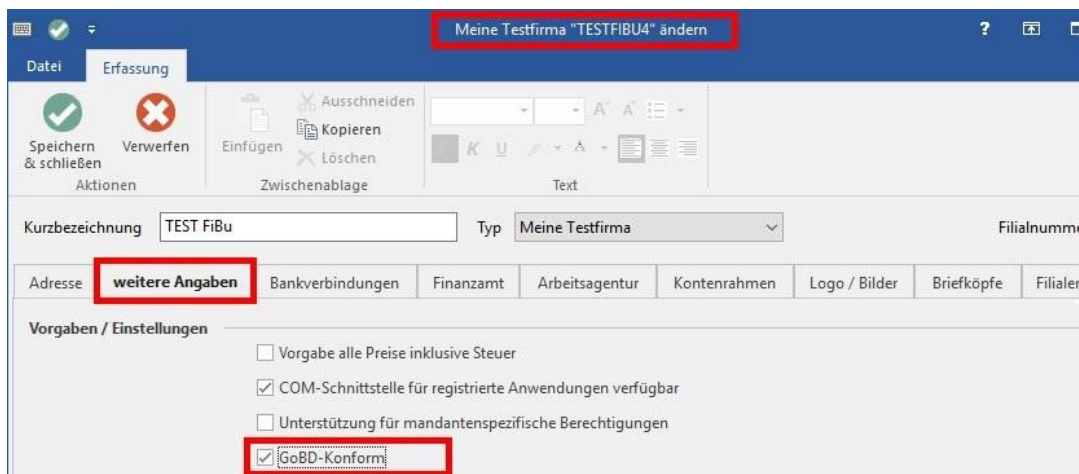 Meine Testfirma "TESTFIBU4" ändern
?
Datei Erfassung
Speichern & schließen
Verwerfen
Einfügen
Ausschneiden
Kopieren
Löschen
A A
K U A
Aktionen Zwischenablage Text
Kurzbezeichnung TEST FiBu Typ Meine Testfirma Filialnumme
Adresse weitere Angaben Bankverbindungen Finanzamt Arbeitsagentur Kontenrahmen Logo / Bilder Briefköpfe Filialen
Vorgaben / Einstellungen
Vorgabe alle Preise inklusive Steuer
COM-Schnittstelle für registrierte Anwendungen verfügbar
Unterstützung für mandantenspezifische Berechtigungen
GoBD-Konform